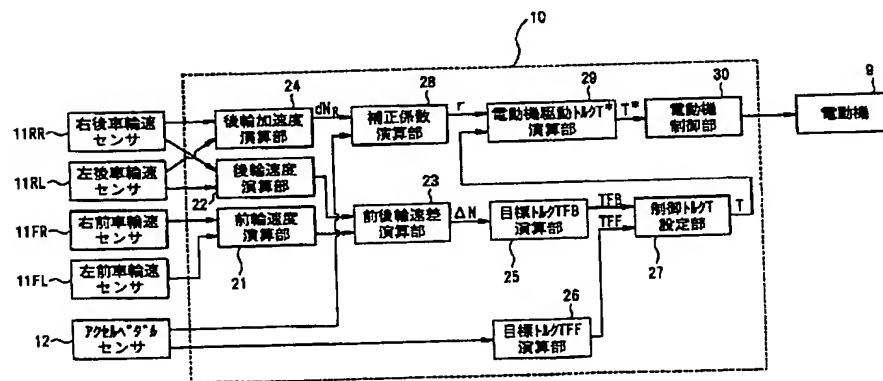 10
24
28
29
30
9
11RR
右後車輪速
センサ
後輪加速度
演算部
dNR
補正係数
演算部
r
電動機駆動トルクT*
演算部
T*
電動機
制御部
電動機
11RL
左後車輪速
センサ
22
後輪速度
演算部
23
11FR
右前車輪速
センサ
前輪速度
演算部
21
前後輪速差
演算部
ΔN
目標トルクTFB
演算部
25
TFB
TFF
制御トルクT
設定部
27
T
11FL
左前車輪速
センサ
12
アクセルペダル
センサ
26
目標トルクTFF
演算部